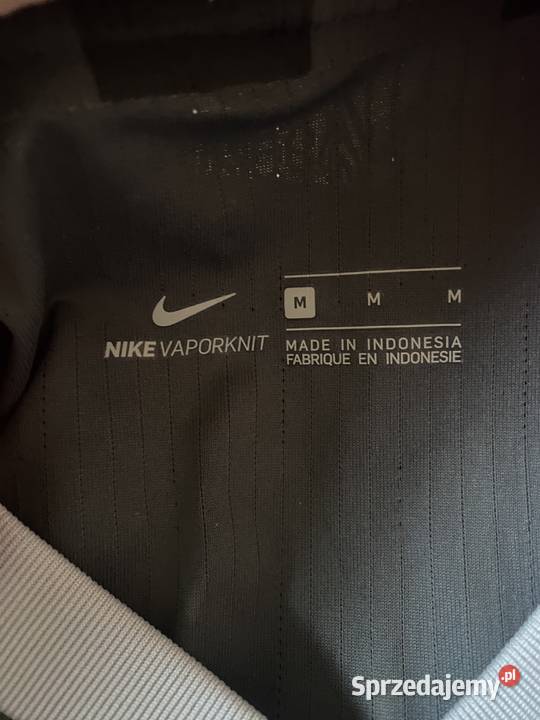 NIKE VAPORKNIT
M M M
MADE IN INDONESIA
FABRIQUE EN INDONESIE
Sprzedajemy.pl